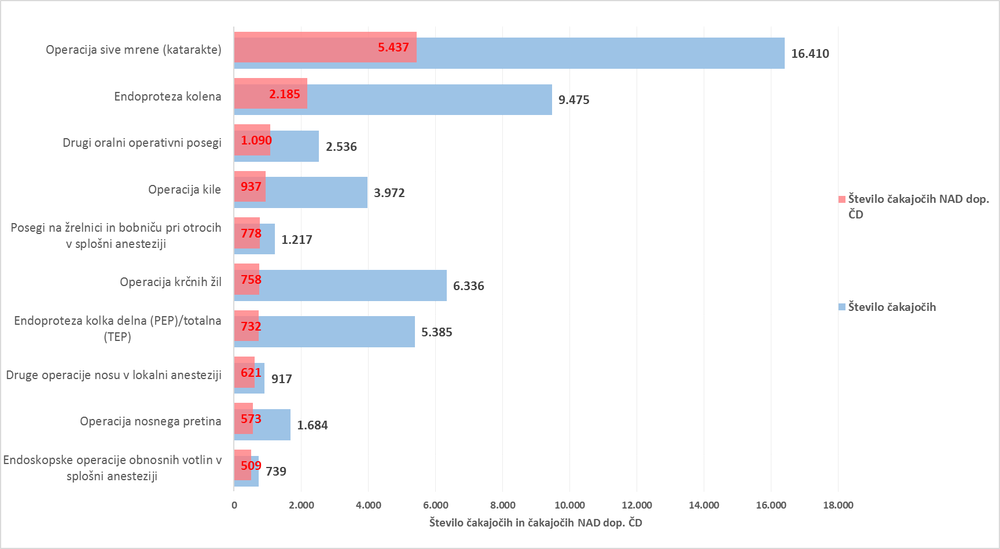 Operacija sive mrene (katarakte)
5.437
16.410
Endoproteza kolena
2.185
9.475
Drugi oralni operativni posegi
1.090
2.536
Operacija kile
937
3.972
Posegi na žrelnici in bobniču pri otrocih
v splošni anesteziji
778
1.217
Operacija krčnih žil
758
6.336
Endoproteza kolka delna (PEP)/totalna
(TEP)
732
5.385
Druge operacije nosu v lokalni anesteziji
621
917
Operacija nosnega pretina
573
1.684
Endoskopske operacije obnosnih votlin v
splošni anesteziji
509
739
0
2.000
4.000
6.000
8.000
10.000
12.000
14.000
16.000
18.000
Število čakajočih in čakajočih NAD dop. ČD
Število čakajočih NAD dop.
ČD
Število čakajočih